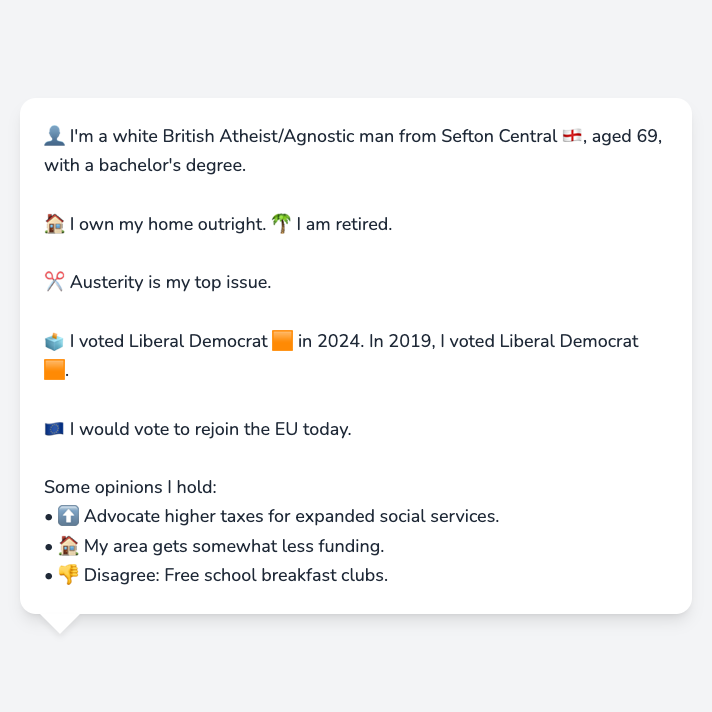 👤 I'm a white British Atheist/Agnostic man from Sefton Central 🏴󠁧󠁢󠁥󠁮󠁧󠁿, aged 69,
with a bachelor's degree.
🏠 I own my home outright. 🌴 I am retired.
✂️ Austerity is my top issue.
🗳️ I voted Liberal Democrat 🟧 in 2024. In 2019, I voted Liberal Democrat
🟧.
🇪🇺 I would vote to rejoin the EU today.
Some opinions I hold:
• ⬆️ Advocate higher taxes for expanded social services.
• 🏠 My area gets somewhat less funding.
• 👎 Disagree: Free school breakfast clubs.